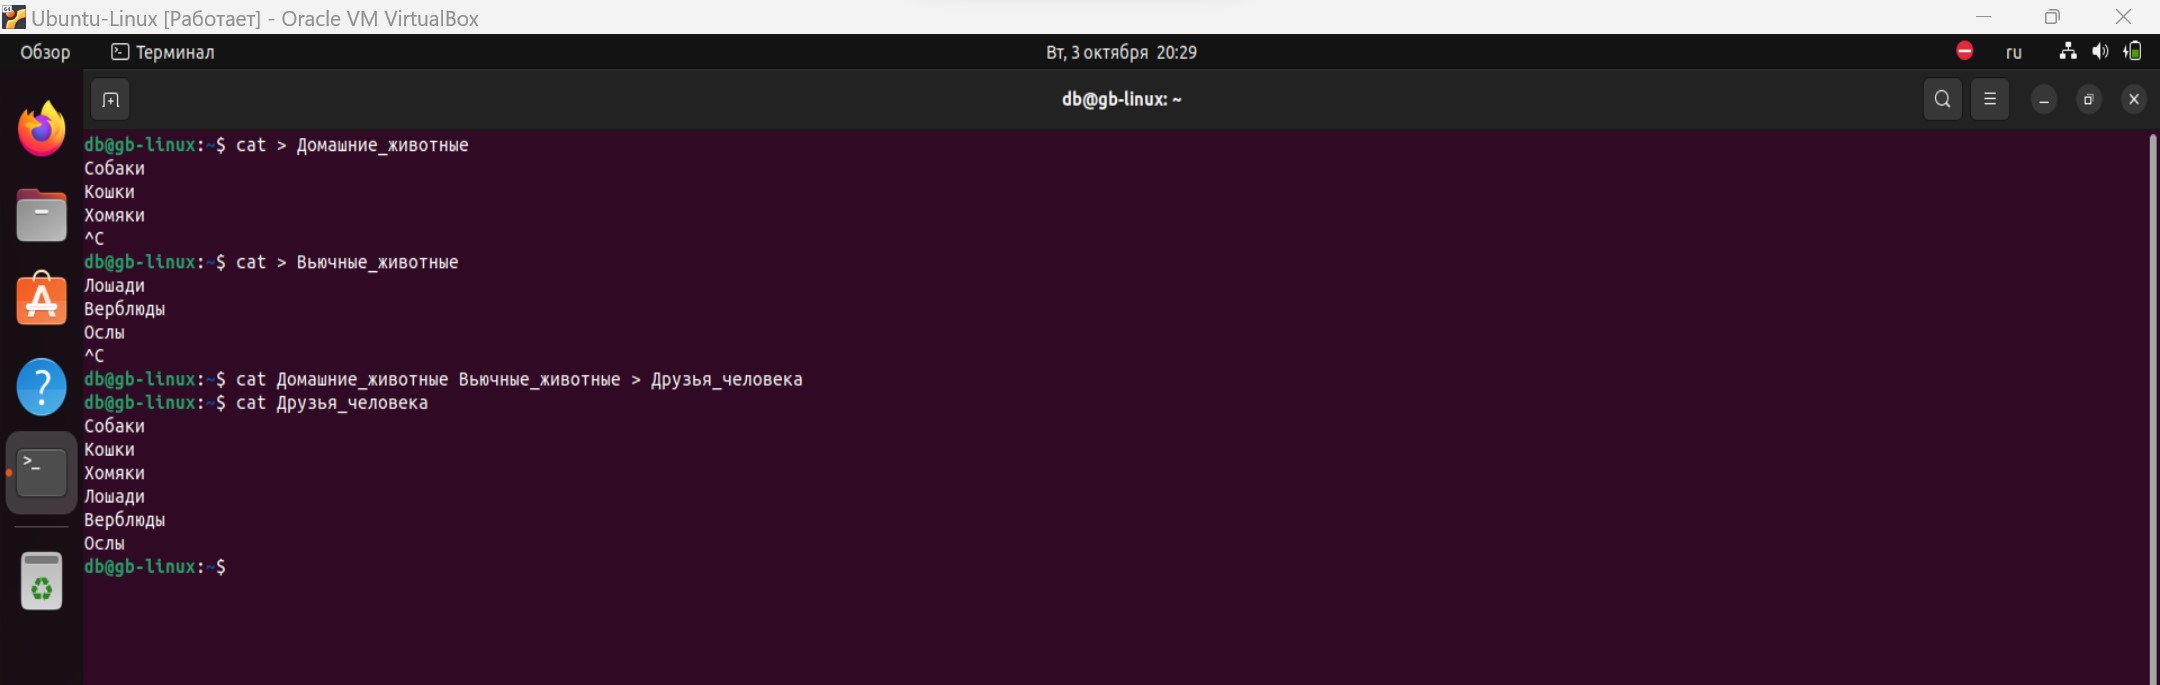 Ubuntu-Linux [Работает] - Oracle VM VirtualBox
Обзор Терминал Вт, 3 октября 20:29 ru
db@gb-linux: ~
db@gb-linux:~$ cat > Домашние_животные
Собаки
Кошки
Хомяки
^C
db@gb-linux:~$ cat > Вьючные_животные
Лошади
Верблюды
Ослы
^C
db@gb-linux:~$ cat Домашние_животные Вьючные_животные > Друзья_человека
db@gb-linux:~$ cat Друзья_человека
Собаки
Кошки
Хомяки
Лошади
Верблюды
Ослы
db@gb-linux:~$